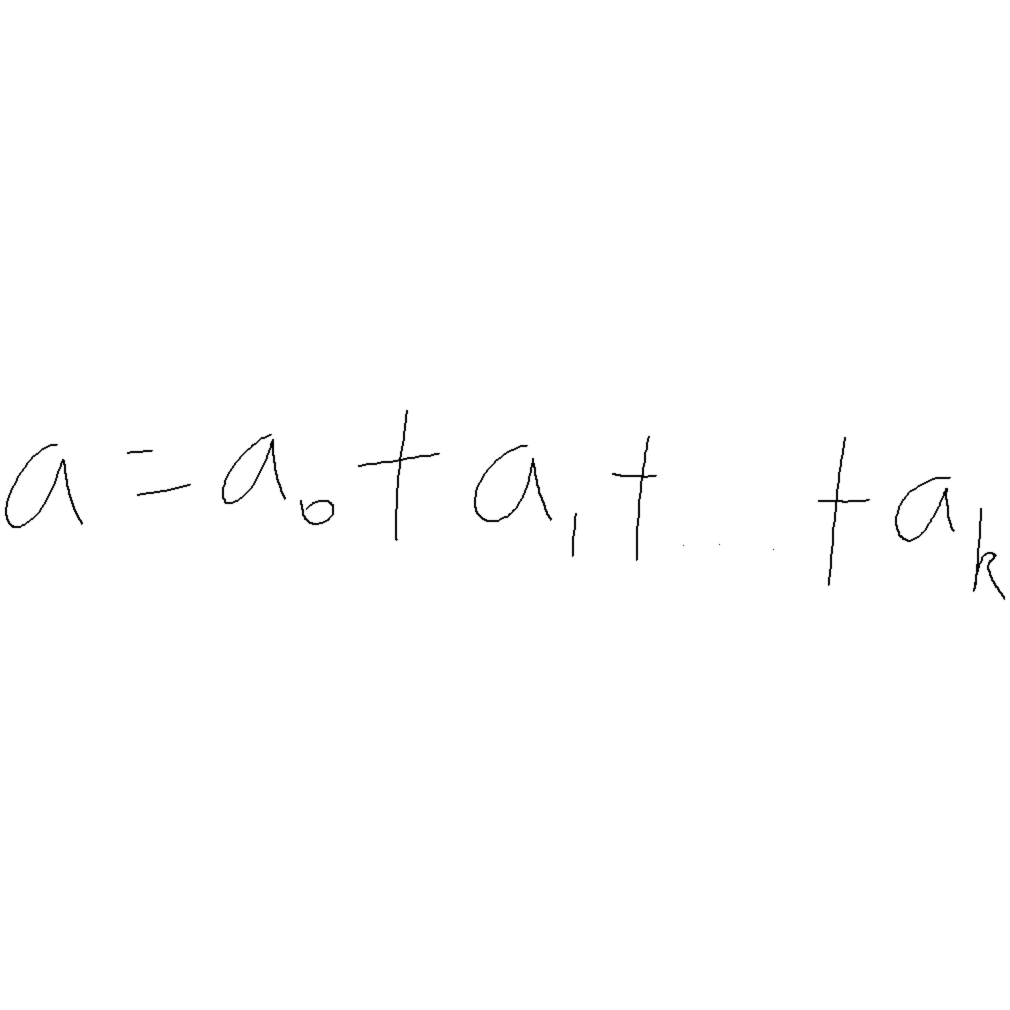 a = a₀ + a₁ + ... + aₖ